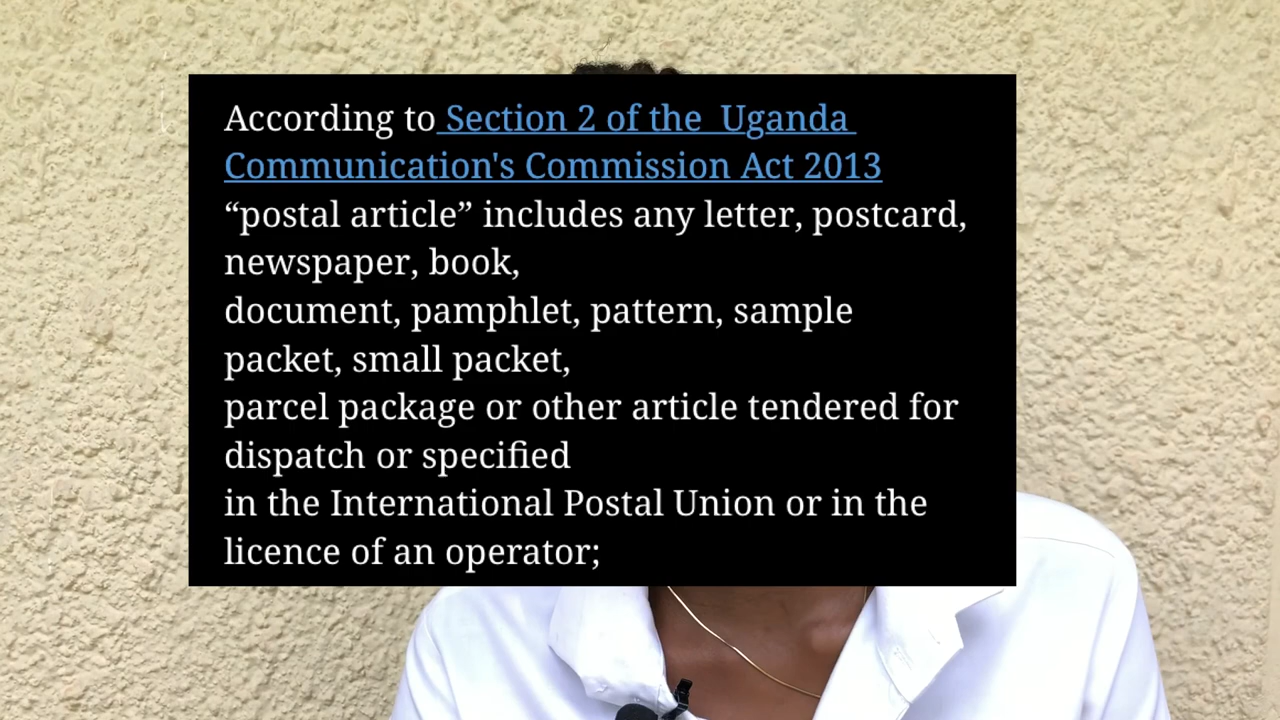 According to Section 2 of the  Uganda
Communication's Commission Act 2013
“postal article” includes any letter, postcard,
newspaper, book,
document, pamphlet, pattern, sample
packet, small packet,
parcel package or other article tendered for
dispatch or specified
in the International Postal Union or in the
licence of an operator;